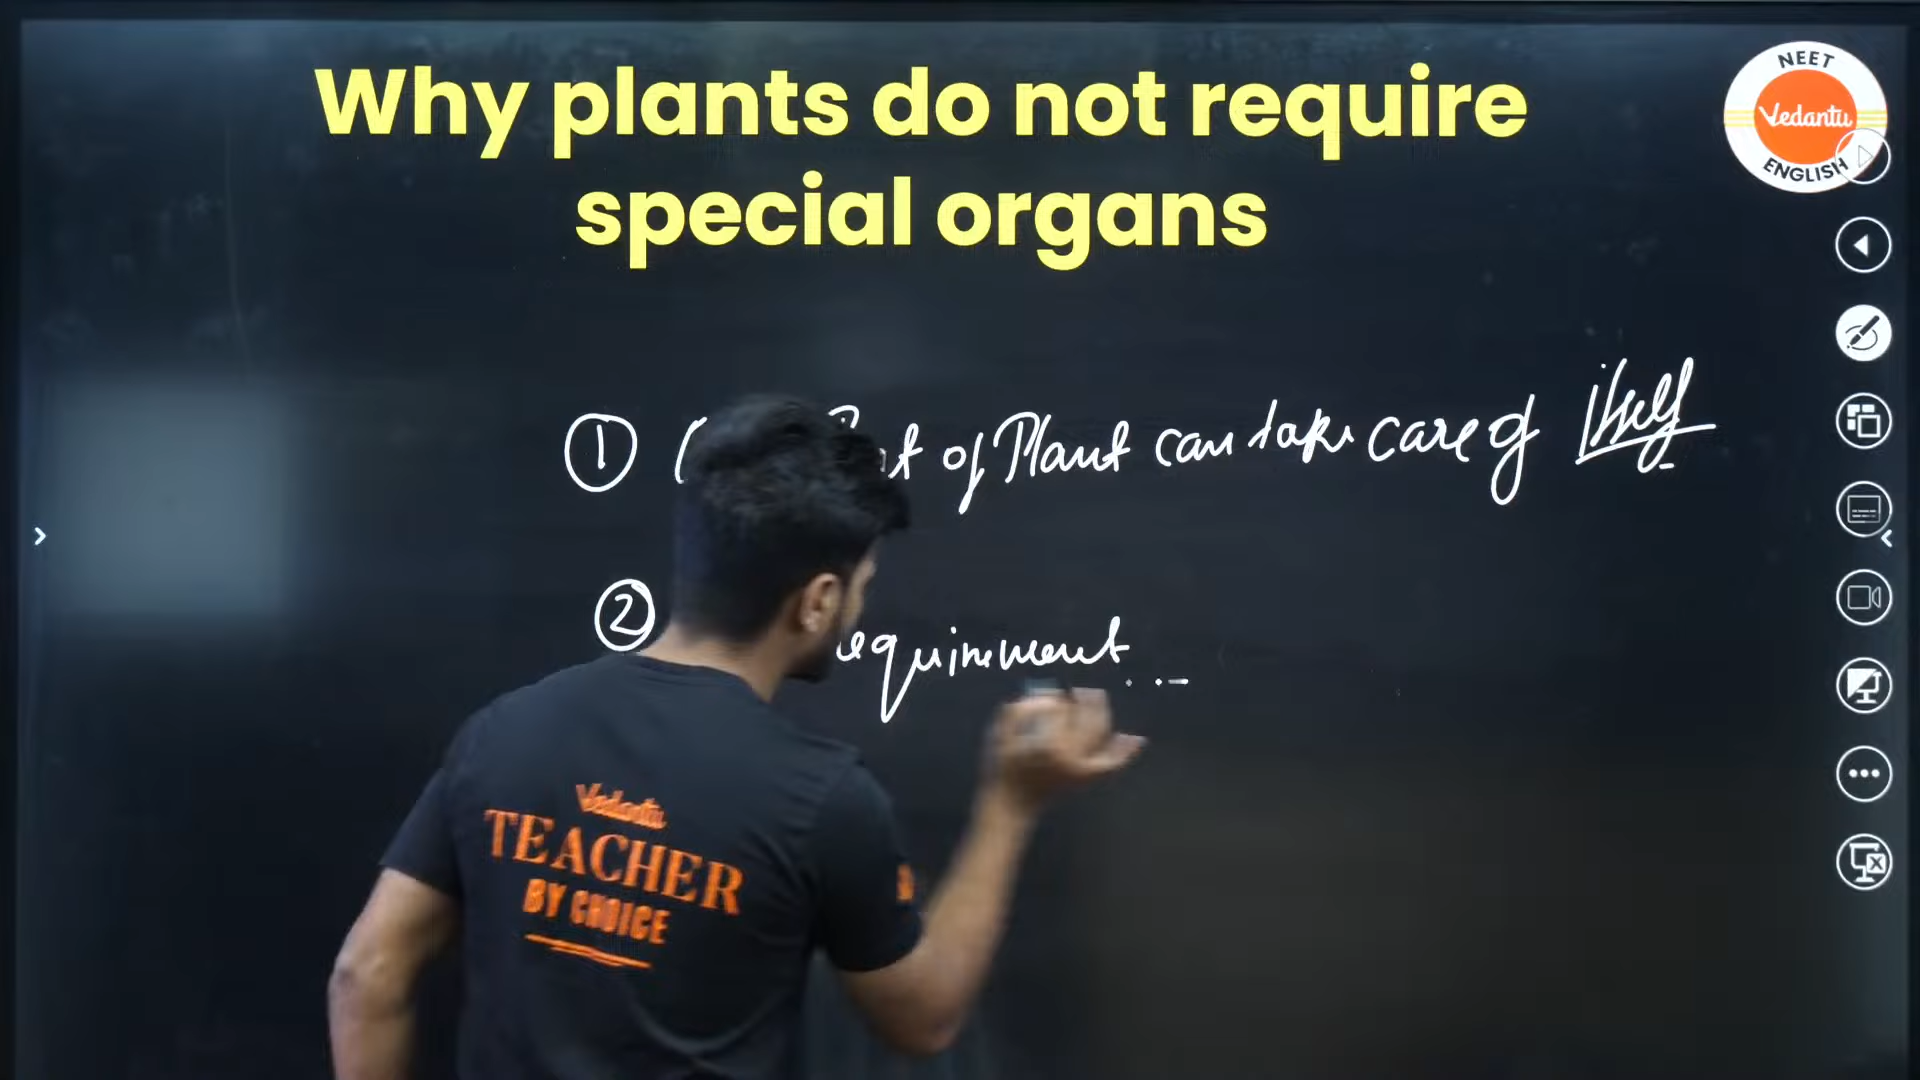 Why plants do not require
special organs
NEET
Vedantu
ENGLISH
① of Plant can take care of itself
②
Vedantu
TEACHER
BY CHOICE